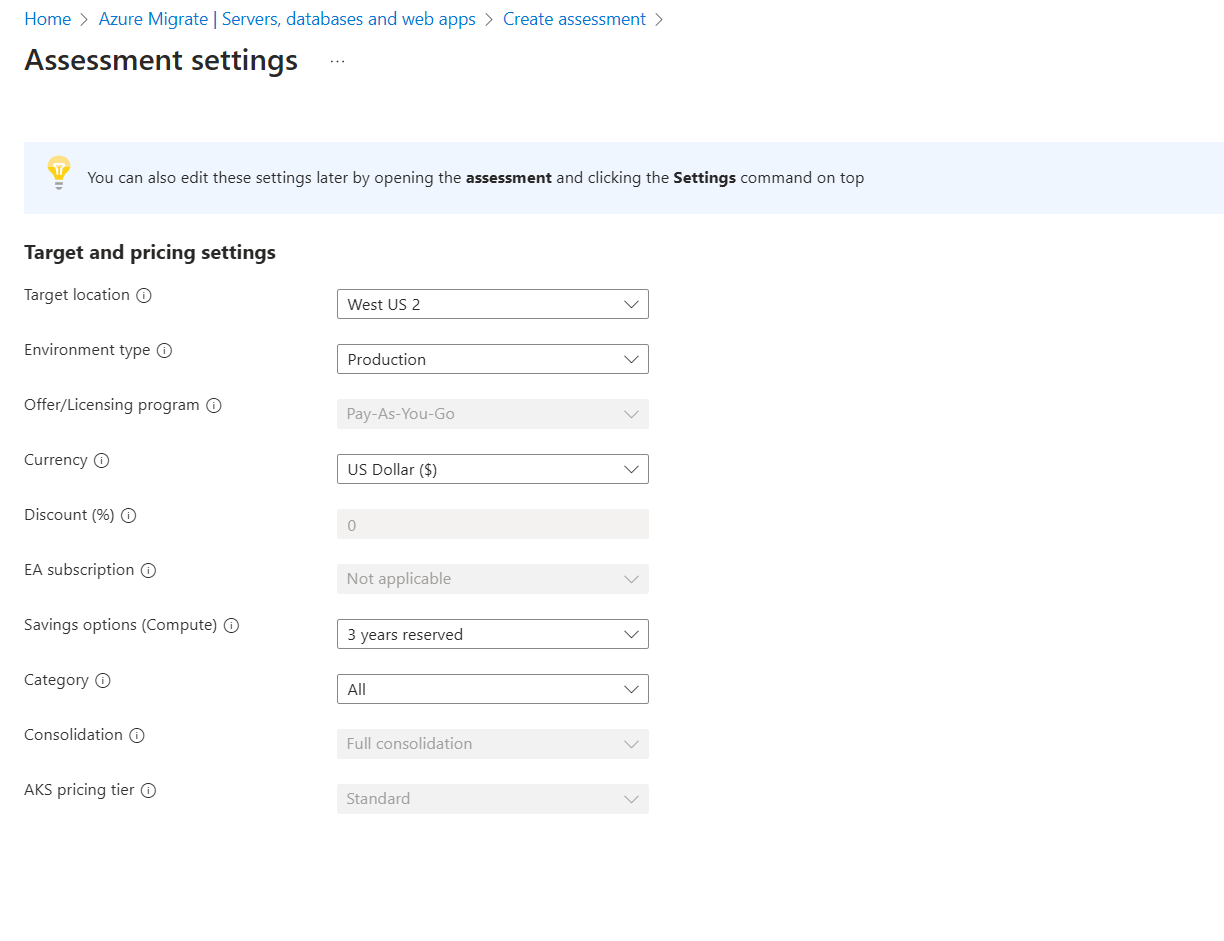 Home > Azure Migrate | Servers, databases and web apps > Create assessment >
Assessment settings ...
You can also edit these settings later by opening the assessment and clicking the Settings command on top
Target and pricing settings
Target location West US 2
Environment type Production
Offer/Licensing program Pay-As-You-Go
Currency US Dollar ($)
Discount (%) 0
EA subscription Not applicable
Savings options (Compute) 3 years reserved
Category All
Consolidation Full consolidation
AKS pricing tier Standard